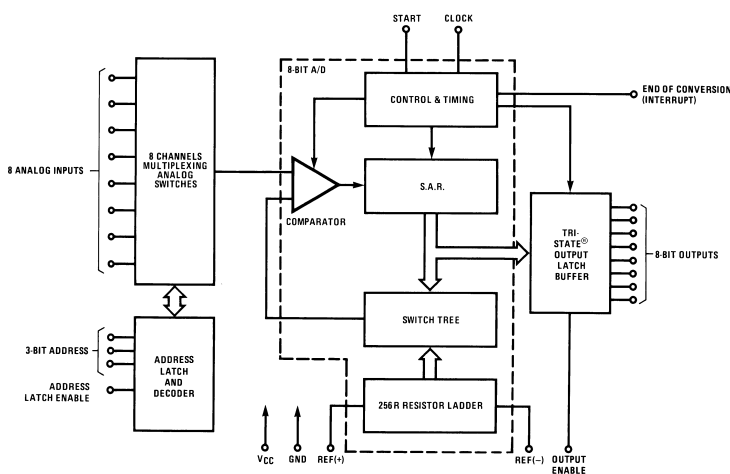 START CLOCK
8-BIT A/D
CONTROL & TIMING
END OF CONVERSION
(INTERRUPT)
8 ANALOG INPUTS
8 CHANNELS
MULTIPLEXING
ANALOG
SWITCHES
COMPARATOR
S.A.R.
TRI-
STATE®
OUTPUT
LATCH
BUFFER
8-BIT OUTPUTS
SWITCH TREE
3-BIT ADDRESS
ADDRESS
LATCH ENABLE
ADDRESS
LATCH
AND
DECODER
256R RESISTOR LADDER
VCC GND REF(+) REF(−) OUTPUT
ENABLE